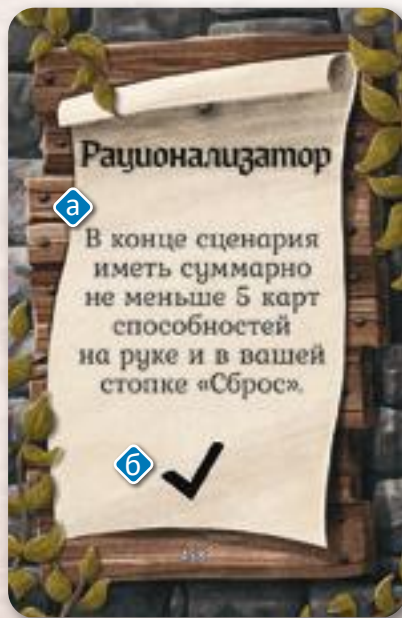 Рационализатор
а
В конце сценария
иметь суммарно
не меньше 5 карт
способностей
на руке и в вашей
стопке «Сброс».
б